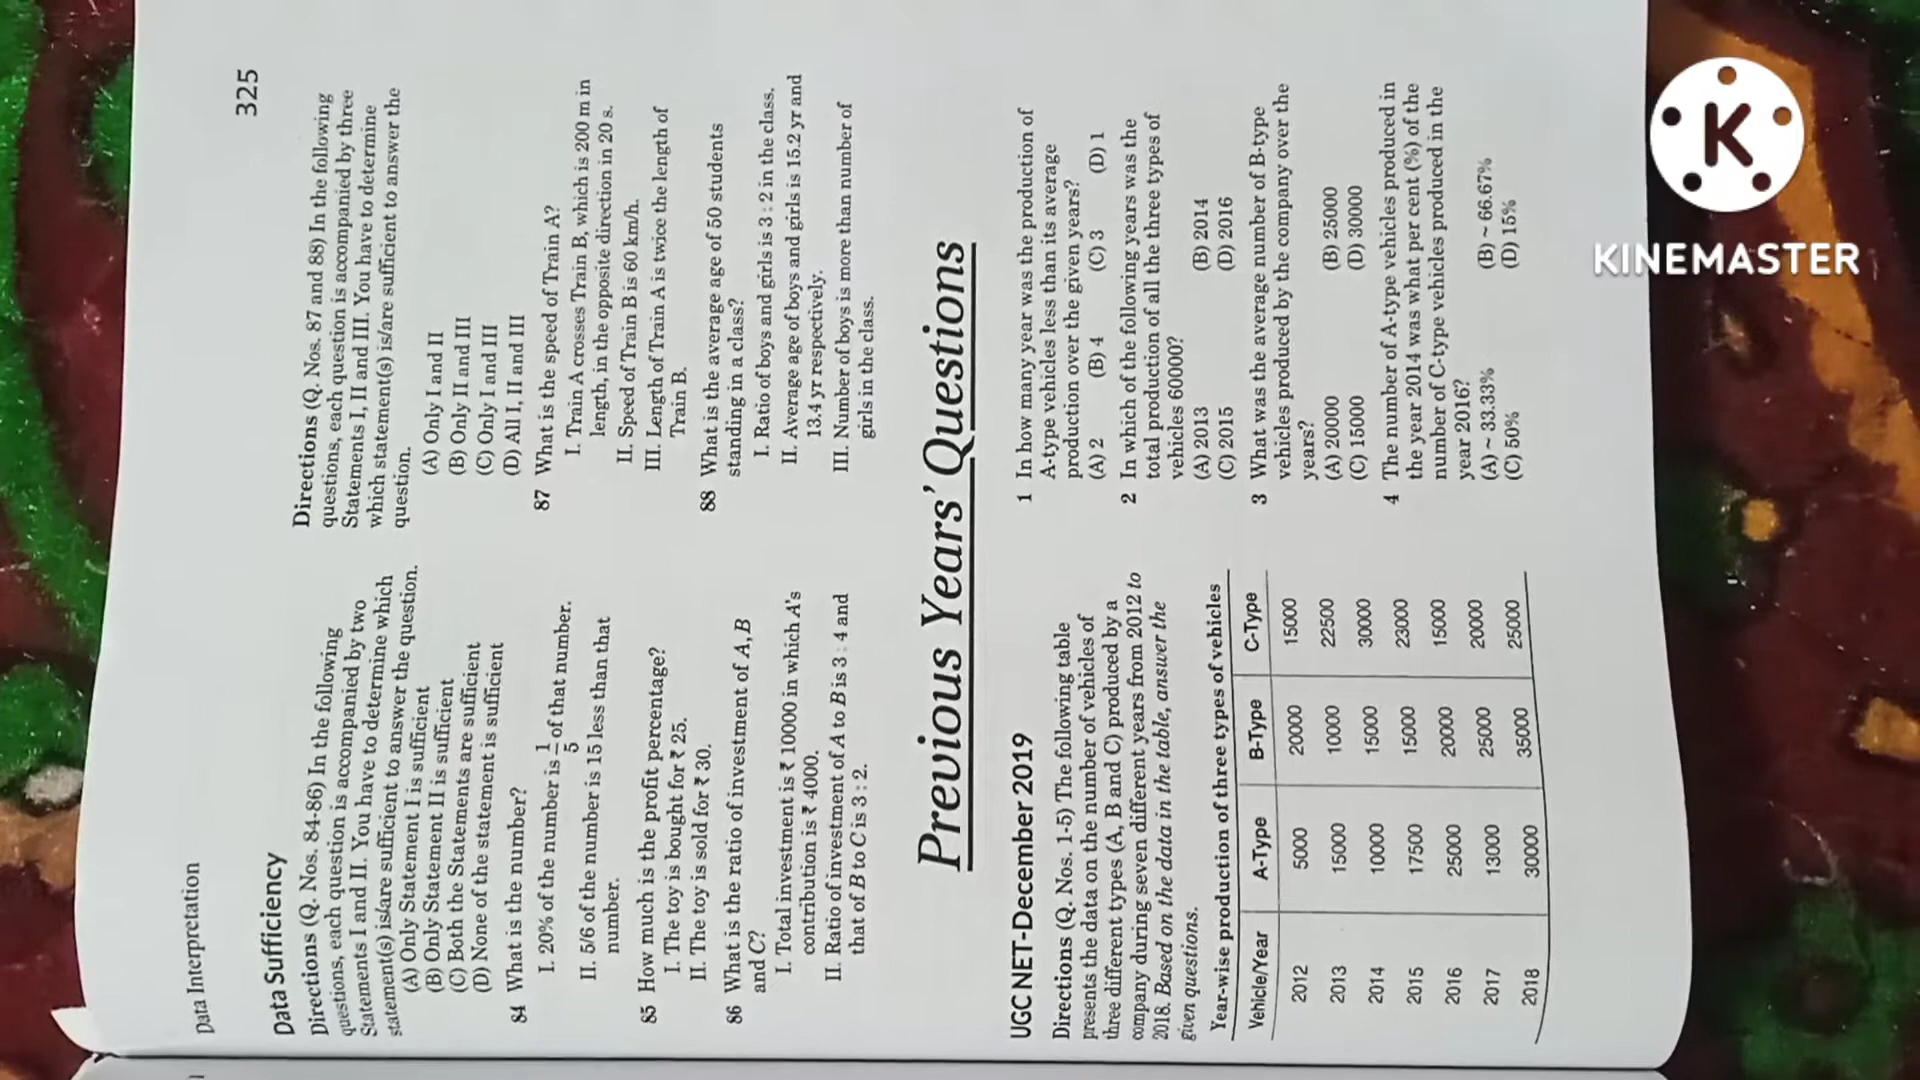 Data Interpretation
325
Data Sufficiency
Directions (Q. Nos. 84-86) In the following
questions, each question is accompanied by two
Statements I and II. You have to determine which
statement(s) is/are sufficient to answer the question.
(A) Only Statement I is sufficient
(B) Only Statement II is sufficient
(C) Both the Statements are sufficient
(D) None of the statement is sufficient
84 What is the number?
I. 20% of the number is 1/5 of that number.
II. 5/6 of the number is 15 less than that
number.
85 How much is the profit percentage?
I. The toy is bought for ₹ 25.
II. The toy is sold for ₹ 30.
86 What is the ratio of investment of A, B
and C?
I. Total investment is ₹ 10000 in which A's
contribution is ₹ 4000.
II. Ratio of investment of A to B is 3 : 4 and
that of B to C is 3 : 2.
Directions (Q. Nos. 87 and 88) In the following
questions, each question is accompanied by three
Statements I, II and III. You have to determine
which statement(s) is/are sufficient to answer the
question.
(A) Only I and II
(B) Only II and III
(C) Only I and III
(D) All I, II and III
87 What is the speed of Train A?
I. Train A crosses Train B, which is 200 m in
length, in the opposite direction in 20 s.
II. Speed of Train B is 60 km/h.
III. Length of Train A is twice the length of
Train B.
88 What is the average age of 50 students
standing in a class?
I. Ratio of boys and girls is 3 : 2 in the class.
II. Average age of boys and girls is 15.2 yr and
13.4 yr respectively.
III. Number of boys is more than number of
girls in the class.
Previous Years' Questions
UGC NET-December 2019
Directions (Q. Nos. 1-5) The following table
presents the data on the number of vehicles of
three different types (A, B and C) produced by a
company during seven different years from 2012 to
2018. Based on the data in the table, answer the
given questions.
Year-wise production of three types of vehicles
Vehicle/Year A-Type B-Type C-Type
2012 5000 20000 15000
2013 15000 10000 22500
2014 10000 15000 30000
2015 17500 15000 23000
2016 25000 20000 15000
2017 13000 25000 20000
2018 30000 35000 25000
1 In how many year was the production of
A-type vehicles less than its average
production over the given years?
(A) 2 (B) 4 (C) 3 (D) 1
2 In which of the following years was the
total production of all the three types of
vehicles 60000?
(A) 2013 (B) 2014
(C) 2015 (D) 2016
3 What was the average number of B-type
vehicles produced by the company over the
years?
(A) 20000 (B) 25000
(C) 15000 (D) 30000
4 The number of A-type vehicles produced in
the year 2014 was what per cent (%) of the
number of C-type vehicles produced in the
year 2016?
(A) ~ 33.33% (B) ~ 66.67%
(C) 50% (D) 15%
K
KINEMASTER